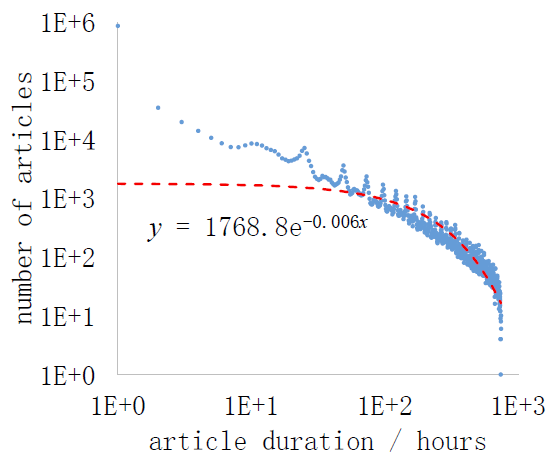 1E+6
1E+5
1E+4
1E+3
1E+2
1E+1
1E+0
number of articles
y = 1768.8e^{-0.006x}
1E+0 1E+1 1E+2 1E+3
article duration / hours